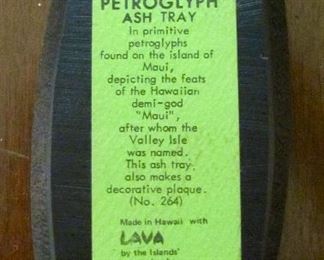 PETROGLYPH
ASH TRAY
In primitive
petroglyphs
found on the island of
Maui,
depicting the feats
of the Hawaiian
demi-god
"Maui",
after whom the
Valley Isle
was named.
This ash tray
also makes a
decorative plaque.
(No. 264)
Made in Hawaii with
LAVA
by the Islands'